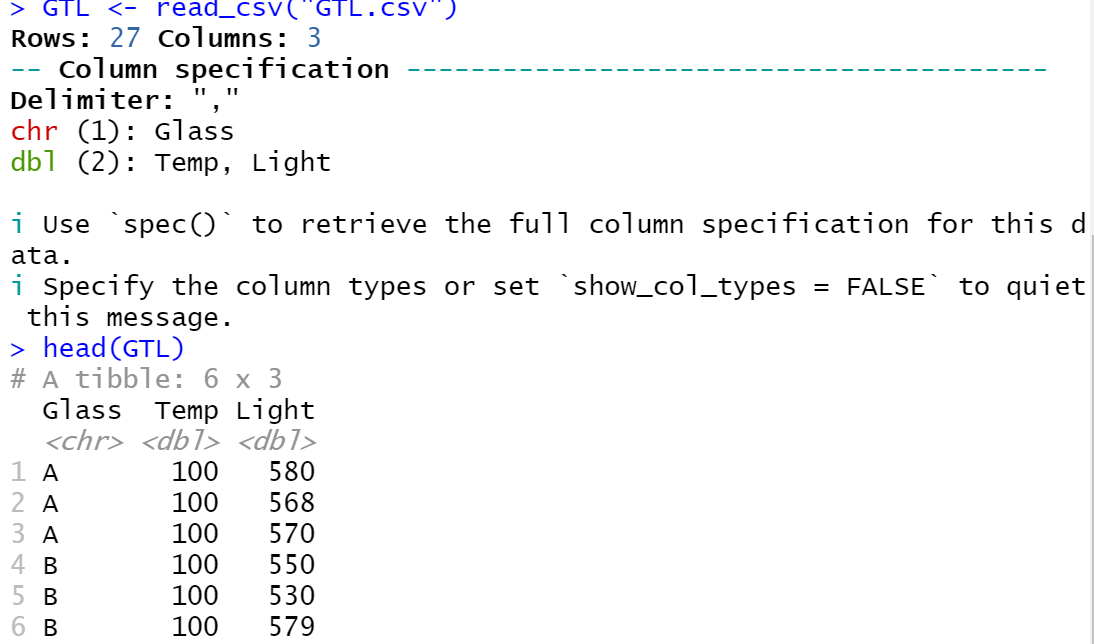 > GTL <- read_csv("GTL.csv")
Rows: 27 Columns: 3
-- Column specification ----------------------------------------
Delimiter: ","
chr (1): Glass
dbl (2): Temp, Light
i Use `spec()` to retrieve the full column specification for this d
ata.
i Specify the column types or set `show_col_types = FALSE` to quiet
 this message.
> head(GTL)
# A tibble: 6 x 3
  Glass  Temp Light
  <chr> <dbl> <dbl>
1 A       100   580
2 A       100   568
3 A       100   570
4 B       100   550
5 B       100   530
6 B       100   579